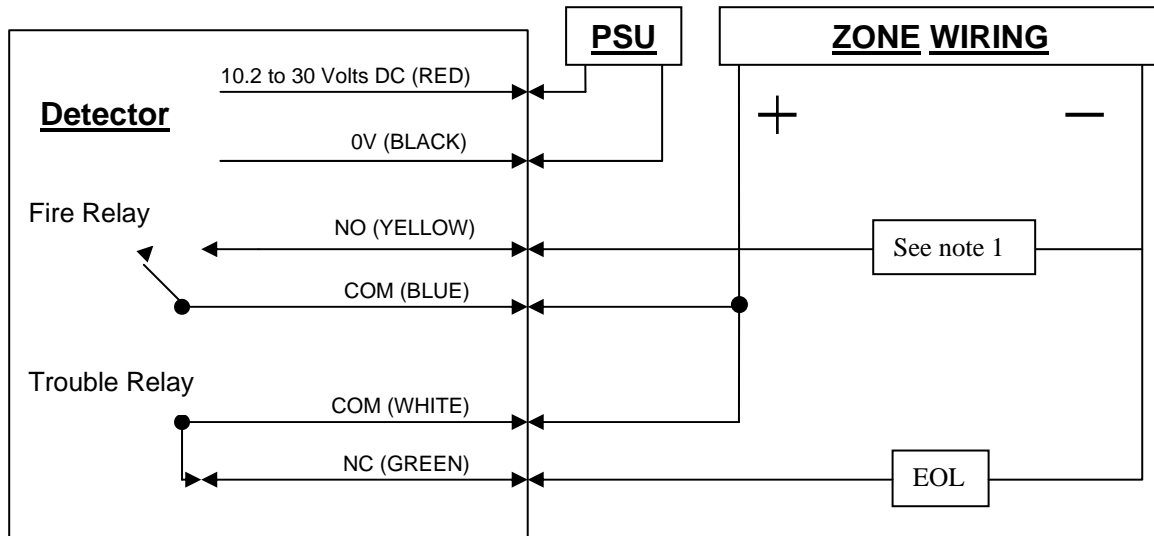 PSU
ZONE WIRING
10.2 to 30 Volts DC (RED)
+
−
Detector
0V (BLACK)
Fire Relay
NO (YELLOW)
See note 1
COM (BLUE)
Trouble Relay
COM (WHITE)
NC (GREEN)
EOL